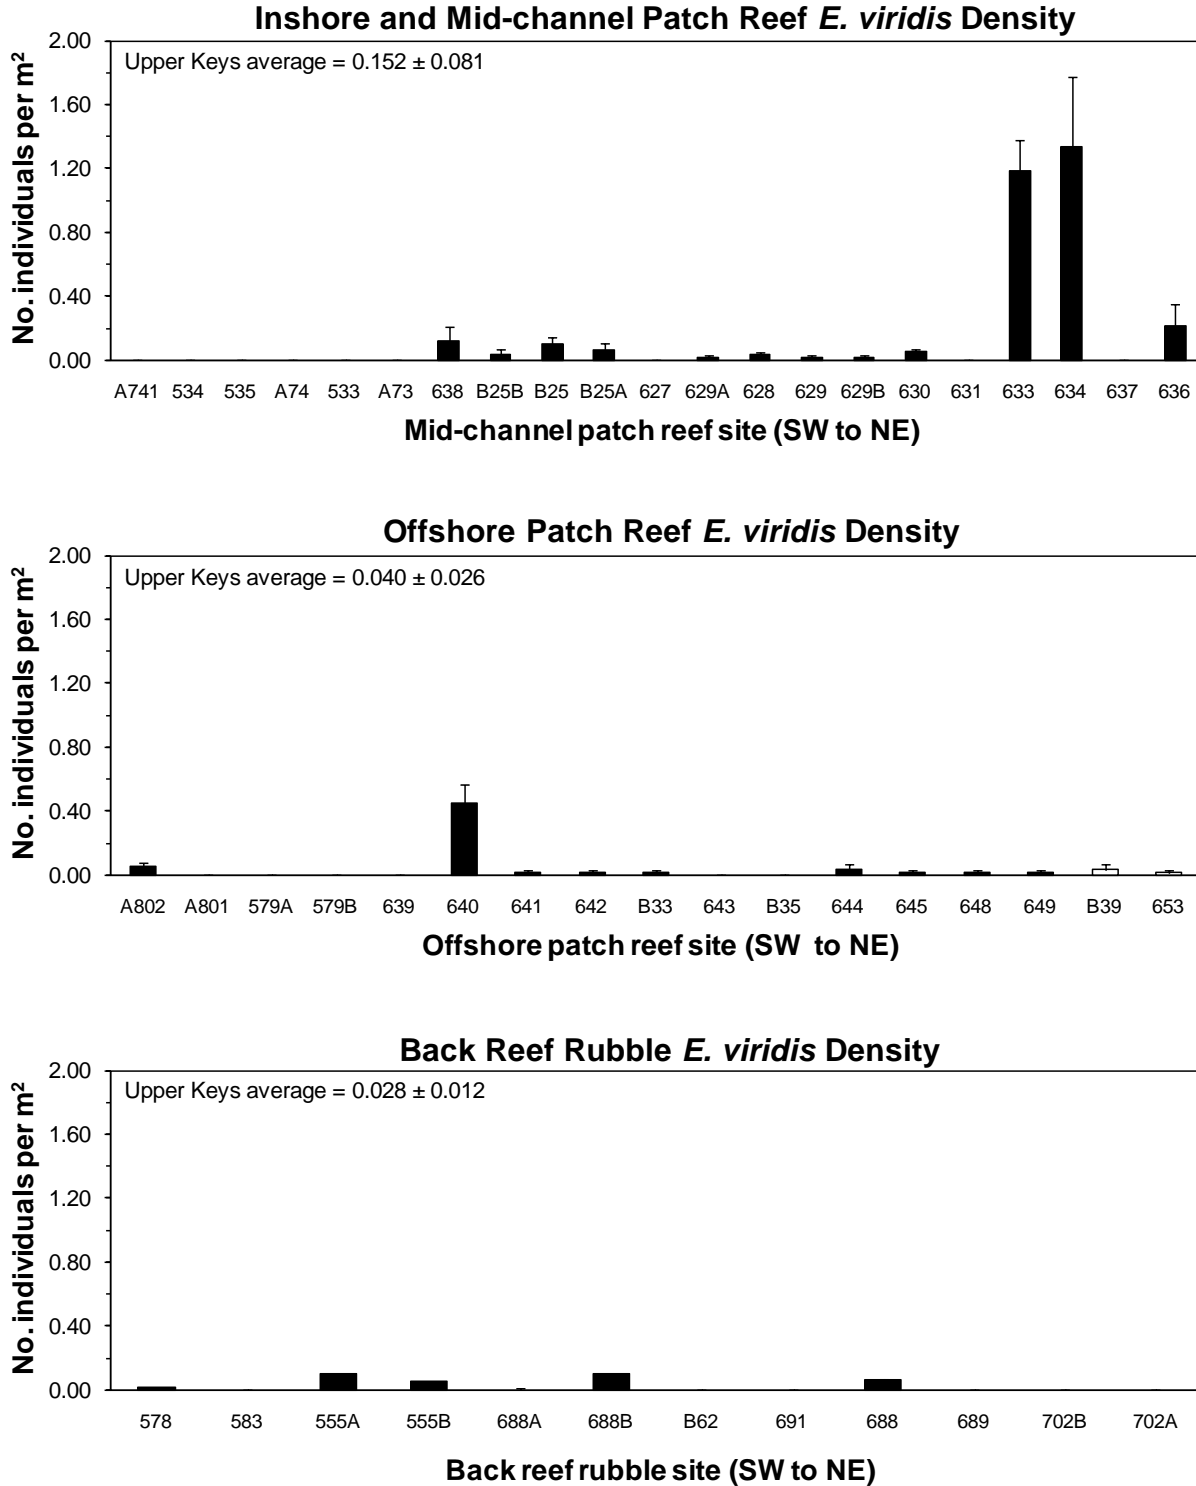 Inshore and Mid-channel Patch Reef E. viridis Density
No. individuals per m²
2.00
1.60
1.20
0.80
0.40
0.00
Upper Keys average = 0.152 ± 0.081
A741 534 535 A74 533 A73 638 B25B B25 B25A 627 629A 628 629 629B 630 631 633 634 637 636
Mid-channel patch reef site (SW to NE)
Offshore Patch Reef E. viridis Density
No. individuals per m²
2.00
1.60
1.20
0.80
0.40
0.00
Upper Keys average = 0.040 ± 0.026
A802 A801 579A 579B 639 640 641 642 B33 643 B35 644 645 648 649 B39 653
Offshore patch reef site (SW to NE)
Back Reef Rubble E. viridis Density
No. individuals per m²
2.00
1.60
1.20
0.80
0.40
0.00
Upper Keys average = 0.028 ± 0.012
578 583 555A 555B 688A 688B B62 691 688 689 702B 702A
Back reef rubble site (SW to NE)